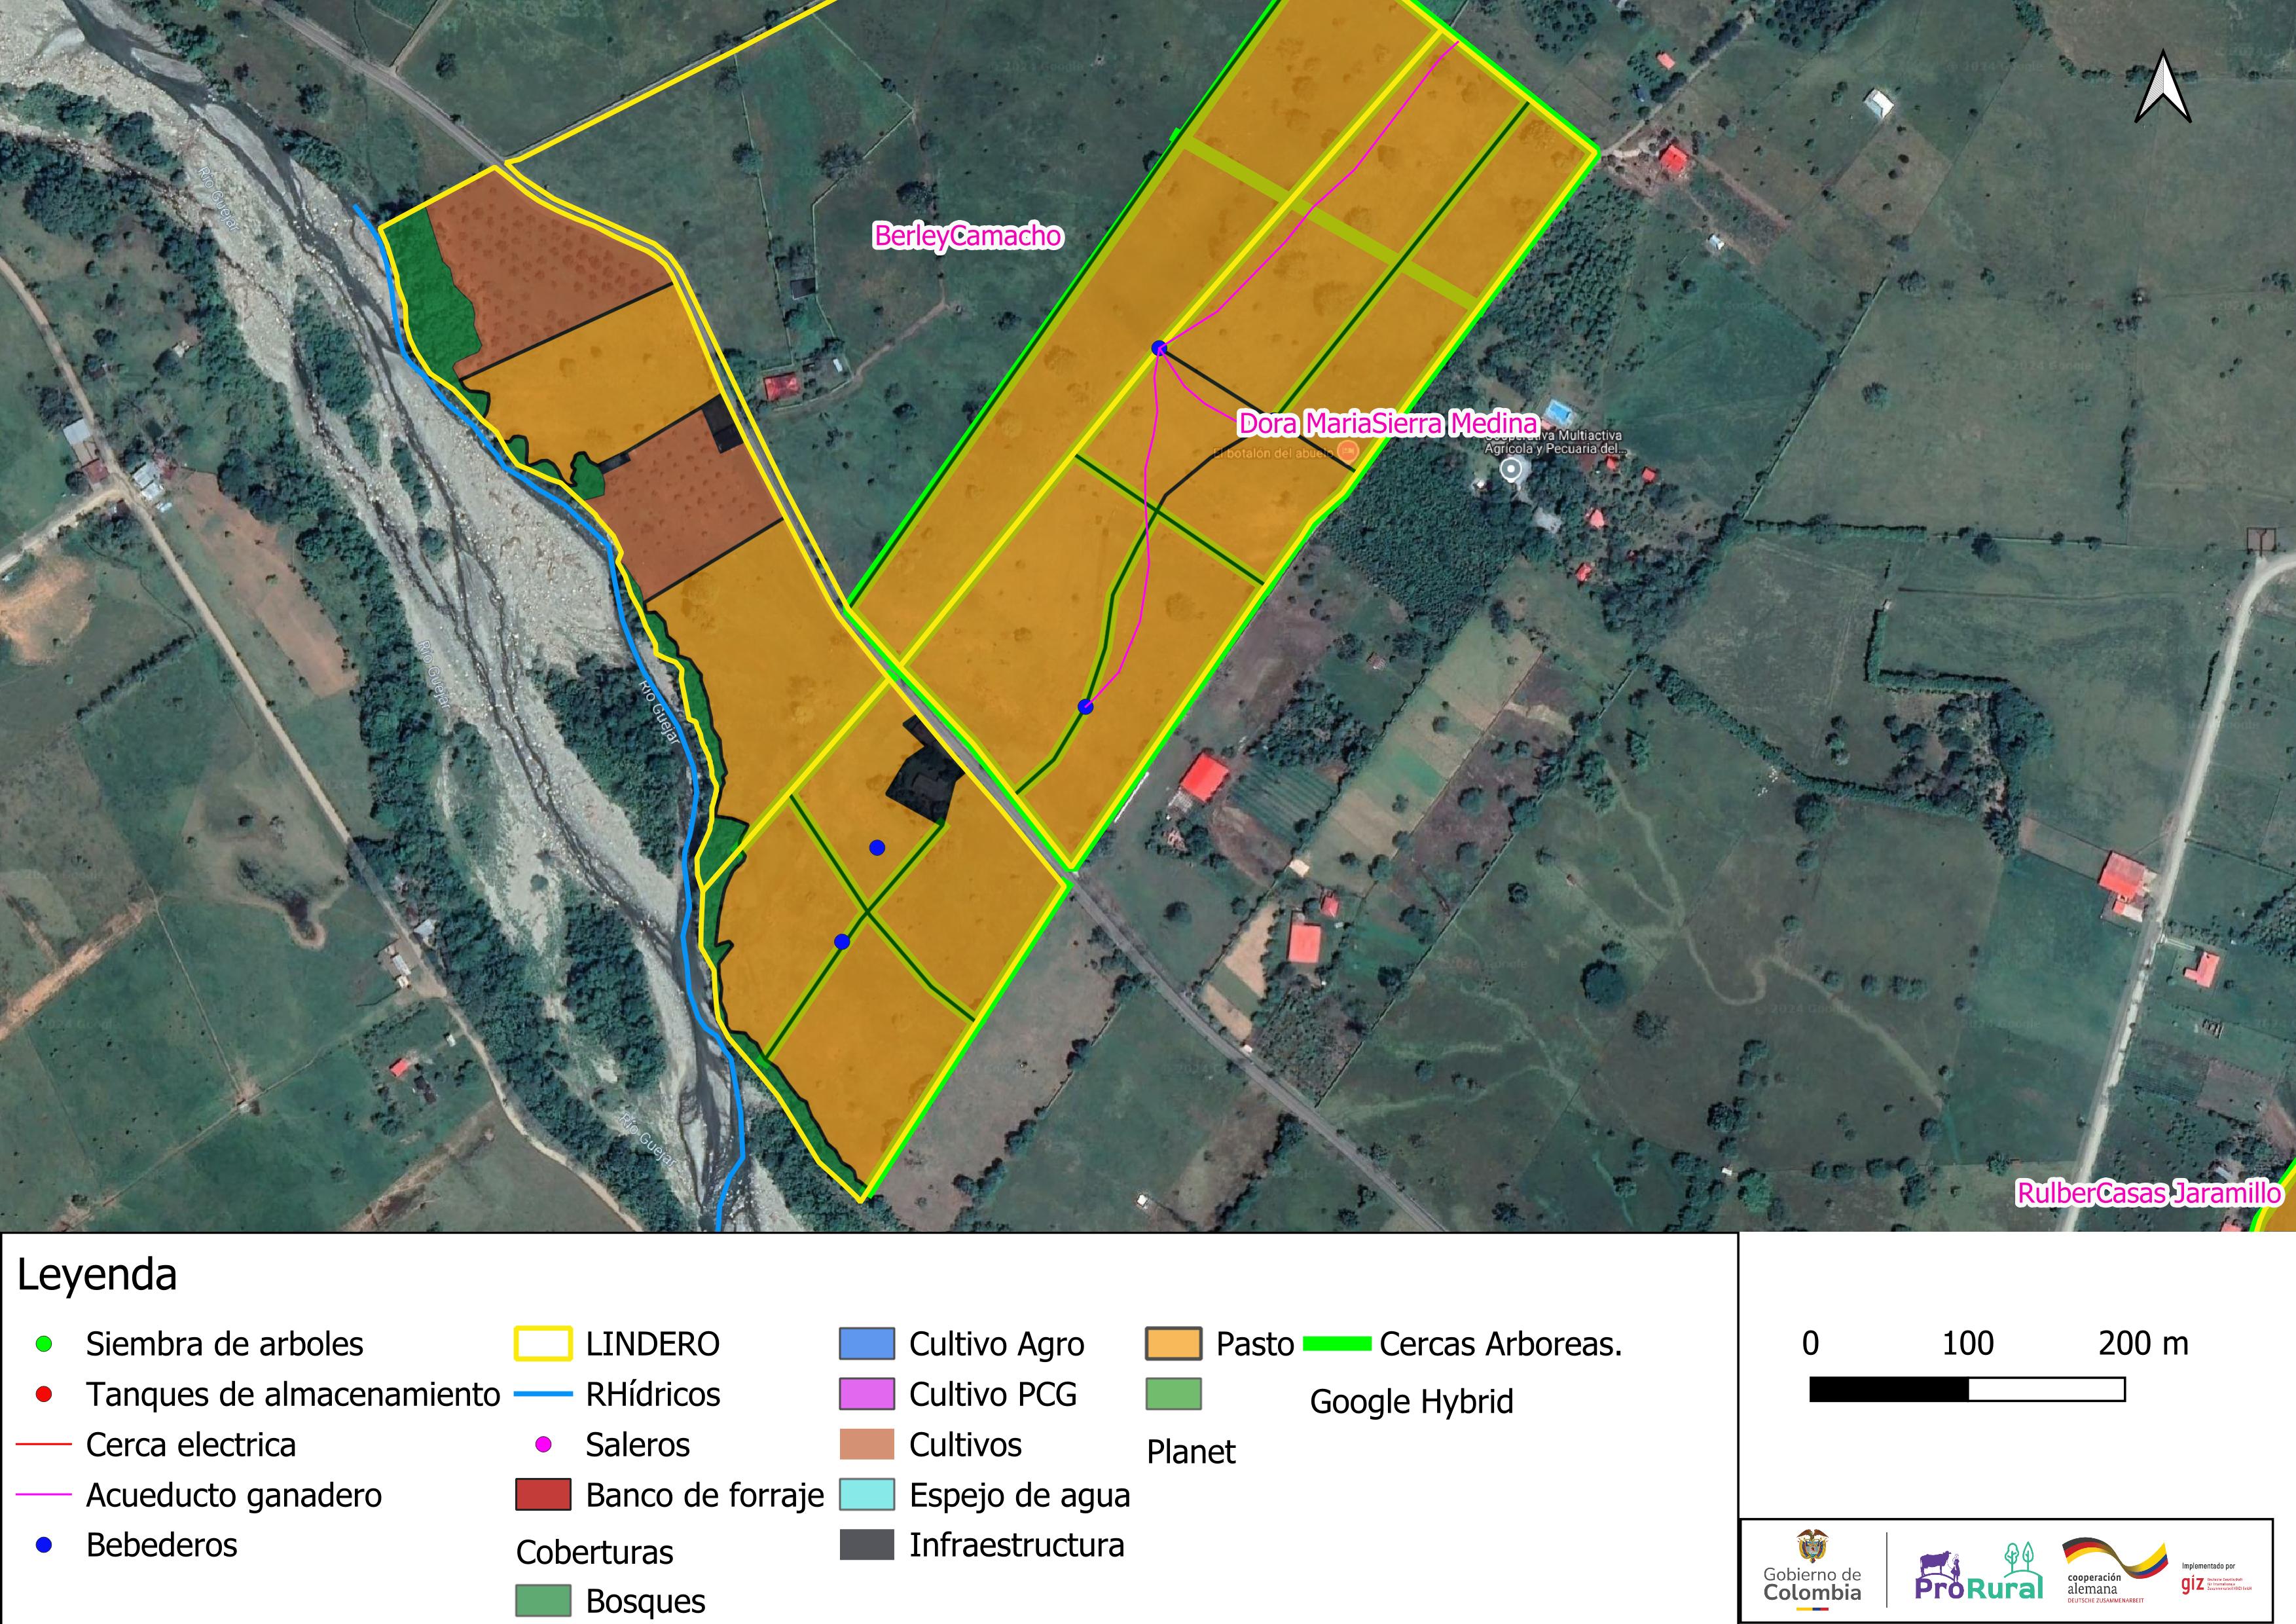 Río Guejar
BerleyCamacho
Dora MariaSierra Medina
El botalón del abuelo
Multiactiva
Agrícola y Pecuaria del...
Río Guejar
Río Guejar
Río Guejar
RulberCasas Jaramillo
Leyenda
Siembra de arboles
Tanques de almacenamiento
Cerca electrica
Acueducto ganadero
Bebederos
LINDERO
RHídricos
Saleros
Banco de forraje
Coberturas
Bosques
Cultivo Agro
Cultivo PCG
Cultivos
Espejo de agua
Infraestructura
Pasto
Planet
Cercas Arboreas.
Google Hybrid
0 100 200 m
Gobierno de
Colombia
ProRural
cooperación
alemana
DEUTSCHE ZUSAMMENARBEIT
Implementado por
giz